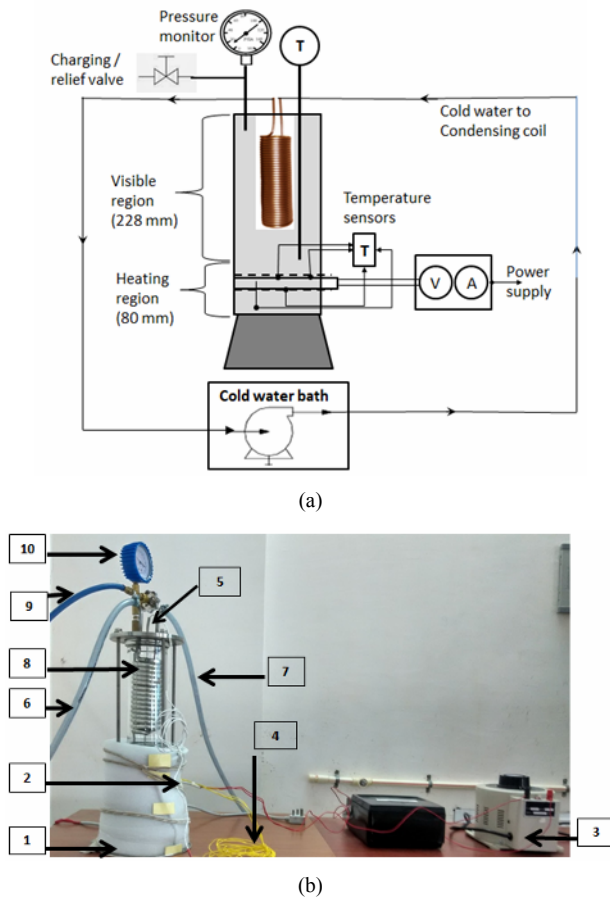 Pressure
monitor
T
Charging /
relief valve
Cold water to
Condensing coil
Visible
region
(228 mm)
Temperature
sensors
T
Heating
region
(80 mm)
V
A
Power
supply
Cold water bath
(a)
10
5
9
8
6
7
4
2
1
3
(b)